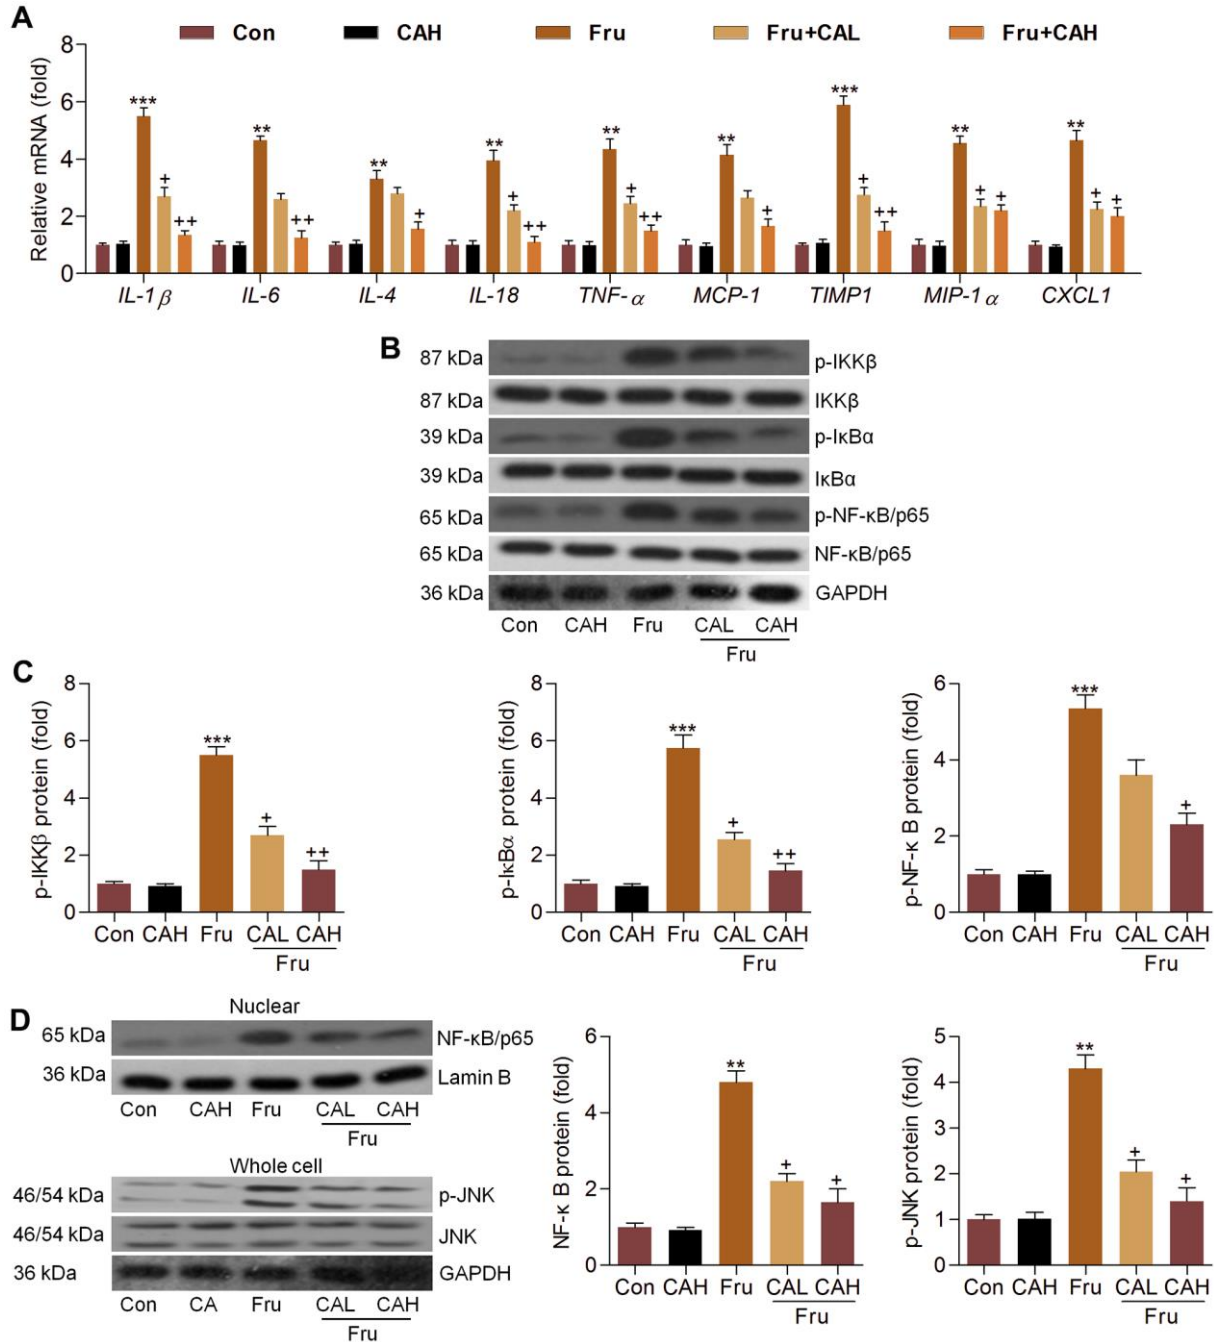 A
Con CAH Fru Fru+CAL Fru+CAH
Relative mRNA (fold)
8
6
4
2
0
*** ** ** ** ** ** *** ** **
+ ++ ++ + + ++ + ++ + + ++ + + + + +
IL-1β IL-6 IL-4 IL-18 TNF-α MCP-1 TIMP1 MIP-1α CXCL1
B
87 kDa p-IKKβ
87 kDa IKKβ
39 kDa p-IκBα
39 kDa IκBα
65 kDa p-NF-κB/p65
65 kDa NF-κB/p65
36 kDa GAPDH
Con CAH Fru CAL CAH
Fru
C
p-IKKβ protein (fold)
8
6
4
2
0
***
+
++
Con CAH Fru CAL CAH
Fru
p-IκBα protein (fold)
8
6
4
2
0
***
+
++
Con CAH Fru CAL CAH
Fru
p-NF-κ B protein (fold)
6
4
2
0
***
+
Con CAH Fru CAL CAH
Fru
D
Nuclear
65 kDa NF-κB/p65
36 kDa Lamin B
Con CAH Fru CAL CAH
Fru
Whole cell
46/54 kDa p-JNK
46/54 kDa JNK
36 kDa GAPDH
Con CA Fru CAL CAH
Fru
NF-κ B protein (fold)
6
4
2
0
**
+
+
Con CAH Fru CAL CAH
Fru
p-JNK protein (fold)
5
4
3
2
1
0
**
+
+
Con CAH Fru CAL CAH
Fru